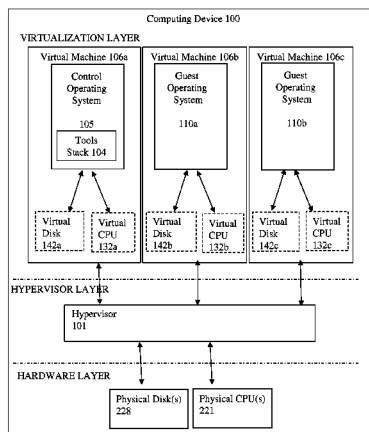 Computing Device 100
VIRTUALIZATION LAYER
Virtual Machine 106a
Control
Operating
System
105
Tools
Stack 104
Virtual
Disk
142a
Virtual
CPU
132a
Virtual Machine 106b
Guest
Operating
System
110a
Virtual
Disk
142b
Virtual
CPU
132b
Virtual Machine 106c
Guest
Operating
System
110b
Virtual
Disk
142c
Virtual
CPU
132c
HYPERVISOR LAYER
Hypervisor
101
HARDWARE LAYER
Physical Disk(s)
228
Physical CPU(s)
221